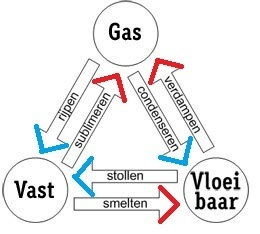 Gas
rijpen
sublimeren
condenseren
verdampen
Vast
stollen
smelten
Vloei
baar